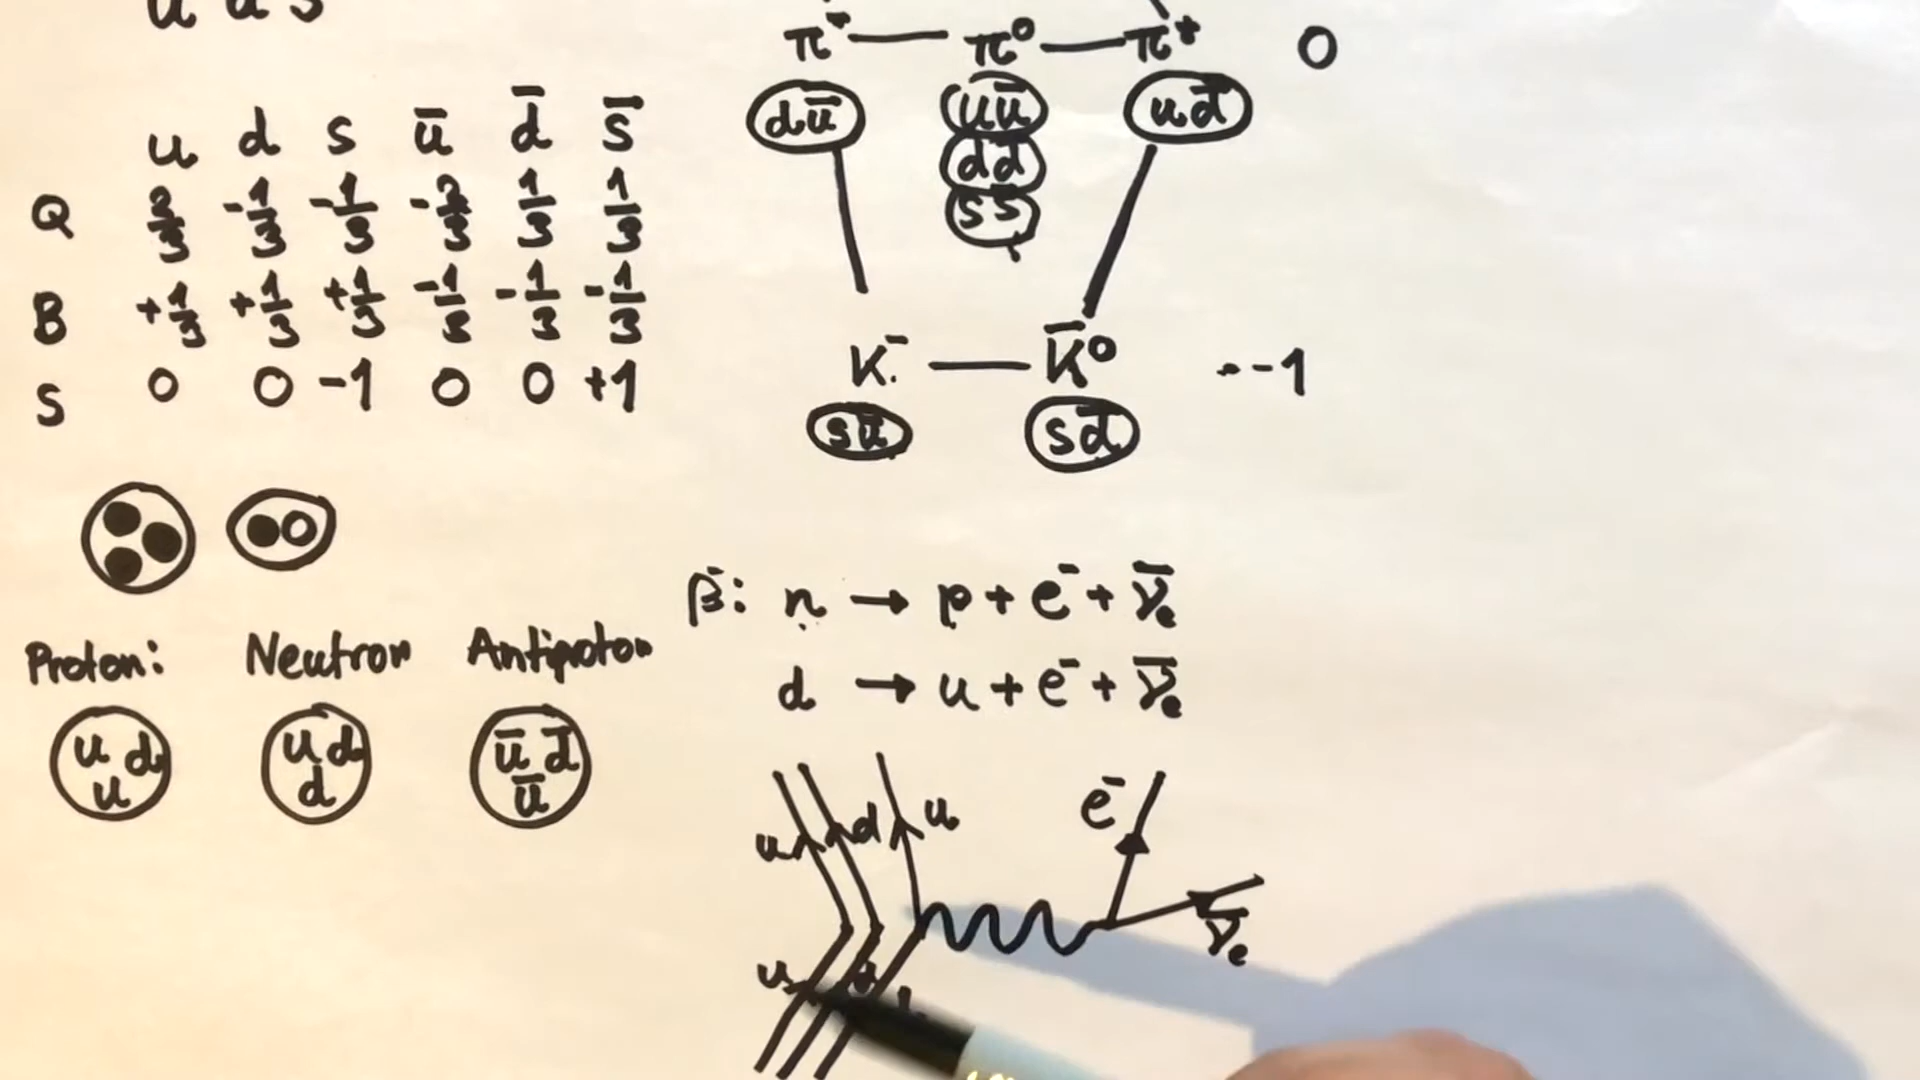 π⁻ — π⁰ — π⁺ 0
dū uū ud̄
dd̄
ss̄
u d s ū d̄ s̄
Q 2/3 -1/3 -1/3 -2/3 1/3 1/3
B +1/3 +1/3 +1/3 -1/3 -1/3 -1/3
S 0 0 -1 0 0 +1
K⁻ — K̄⁰ --1
sū sd̄
β⁻: n → p + e⁻ + ν̄e
d → u + e⁻ + ν̄e
Proton: Neutron Antiproton
u d u d ū d̄
u d ū
u d u e⁻
ν̄e
u